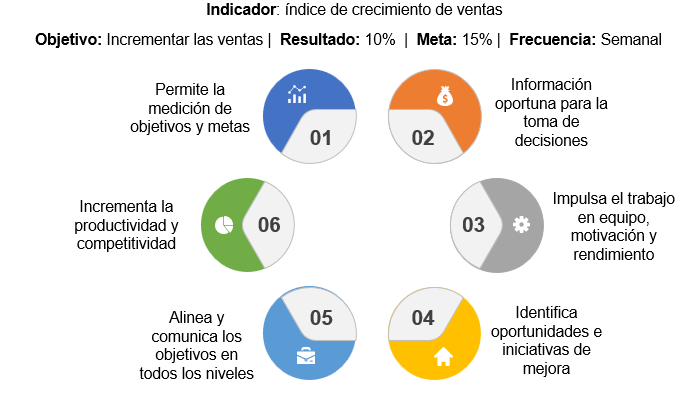 Indicador: índice de crecimiento de ventas
Objetivo: Incrementar las ventas | Resultado: 10% | Meta: 15% | Frecuencia: Semanal
Permite la
medición de
objetivos y metas
01
02
Información
oportuna para la
toma de
decisiones
Incrementa la
productividad y
competitividad
06
03
Impulsa el trabajo
en equipo,
motivación y
rendimiento
Alinea y
comunica los
objetivos en
todos los niveles
05
04
Identifica
oportunidades e
iniciativas de
mejora